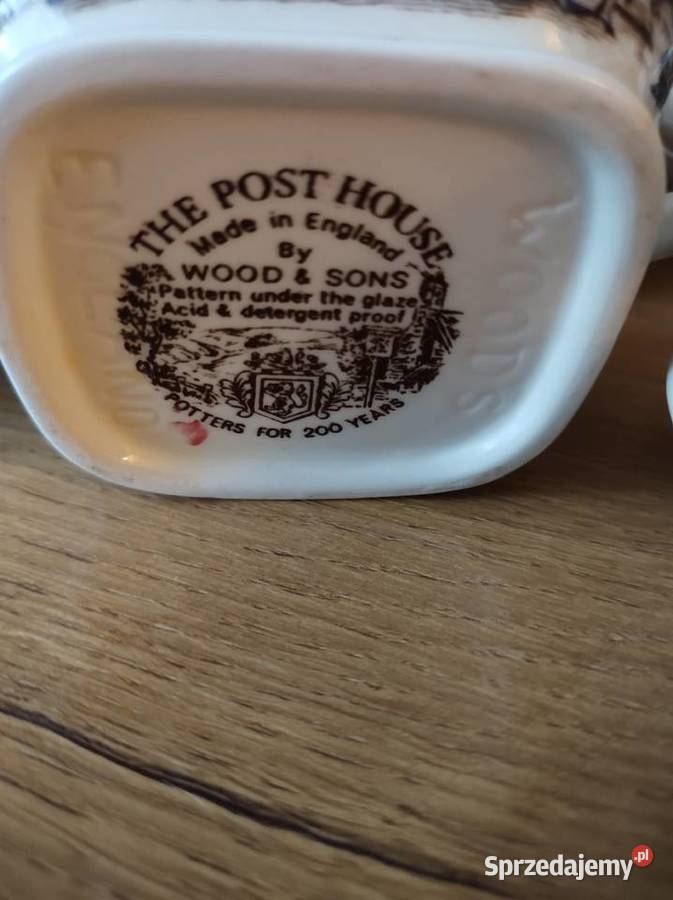 THE POST HOUSE
Made in England
By
WOOD & SONS
Pattern under the glaze
Acid & detergent proof
POTTERS FOR 200 YEARS
ENGLAND
WOODS
Sprzedajemy.pl